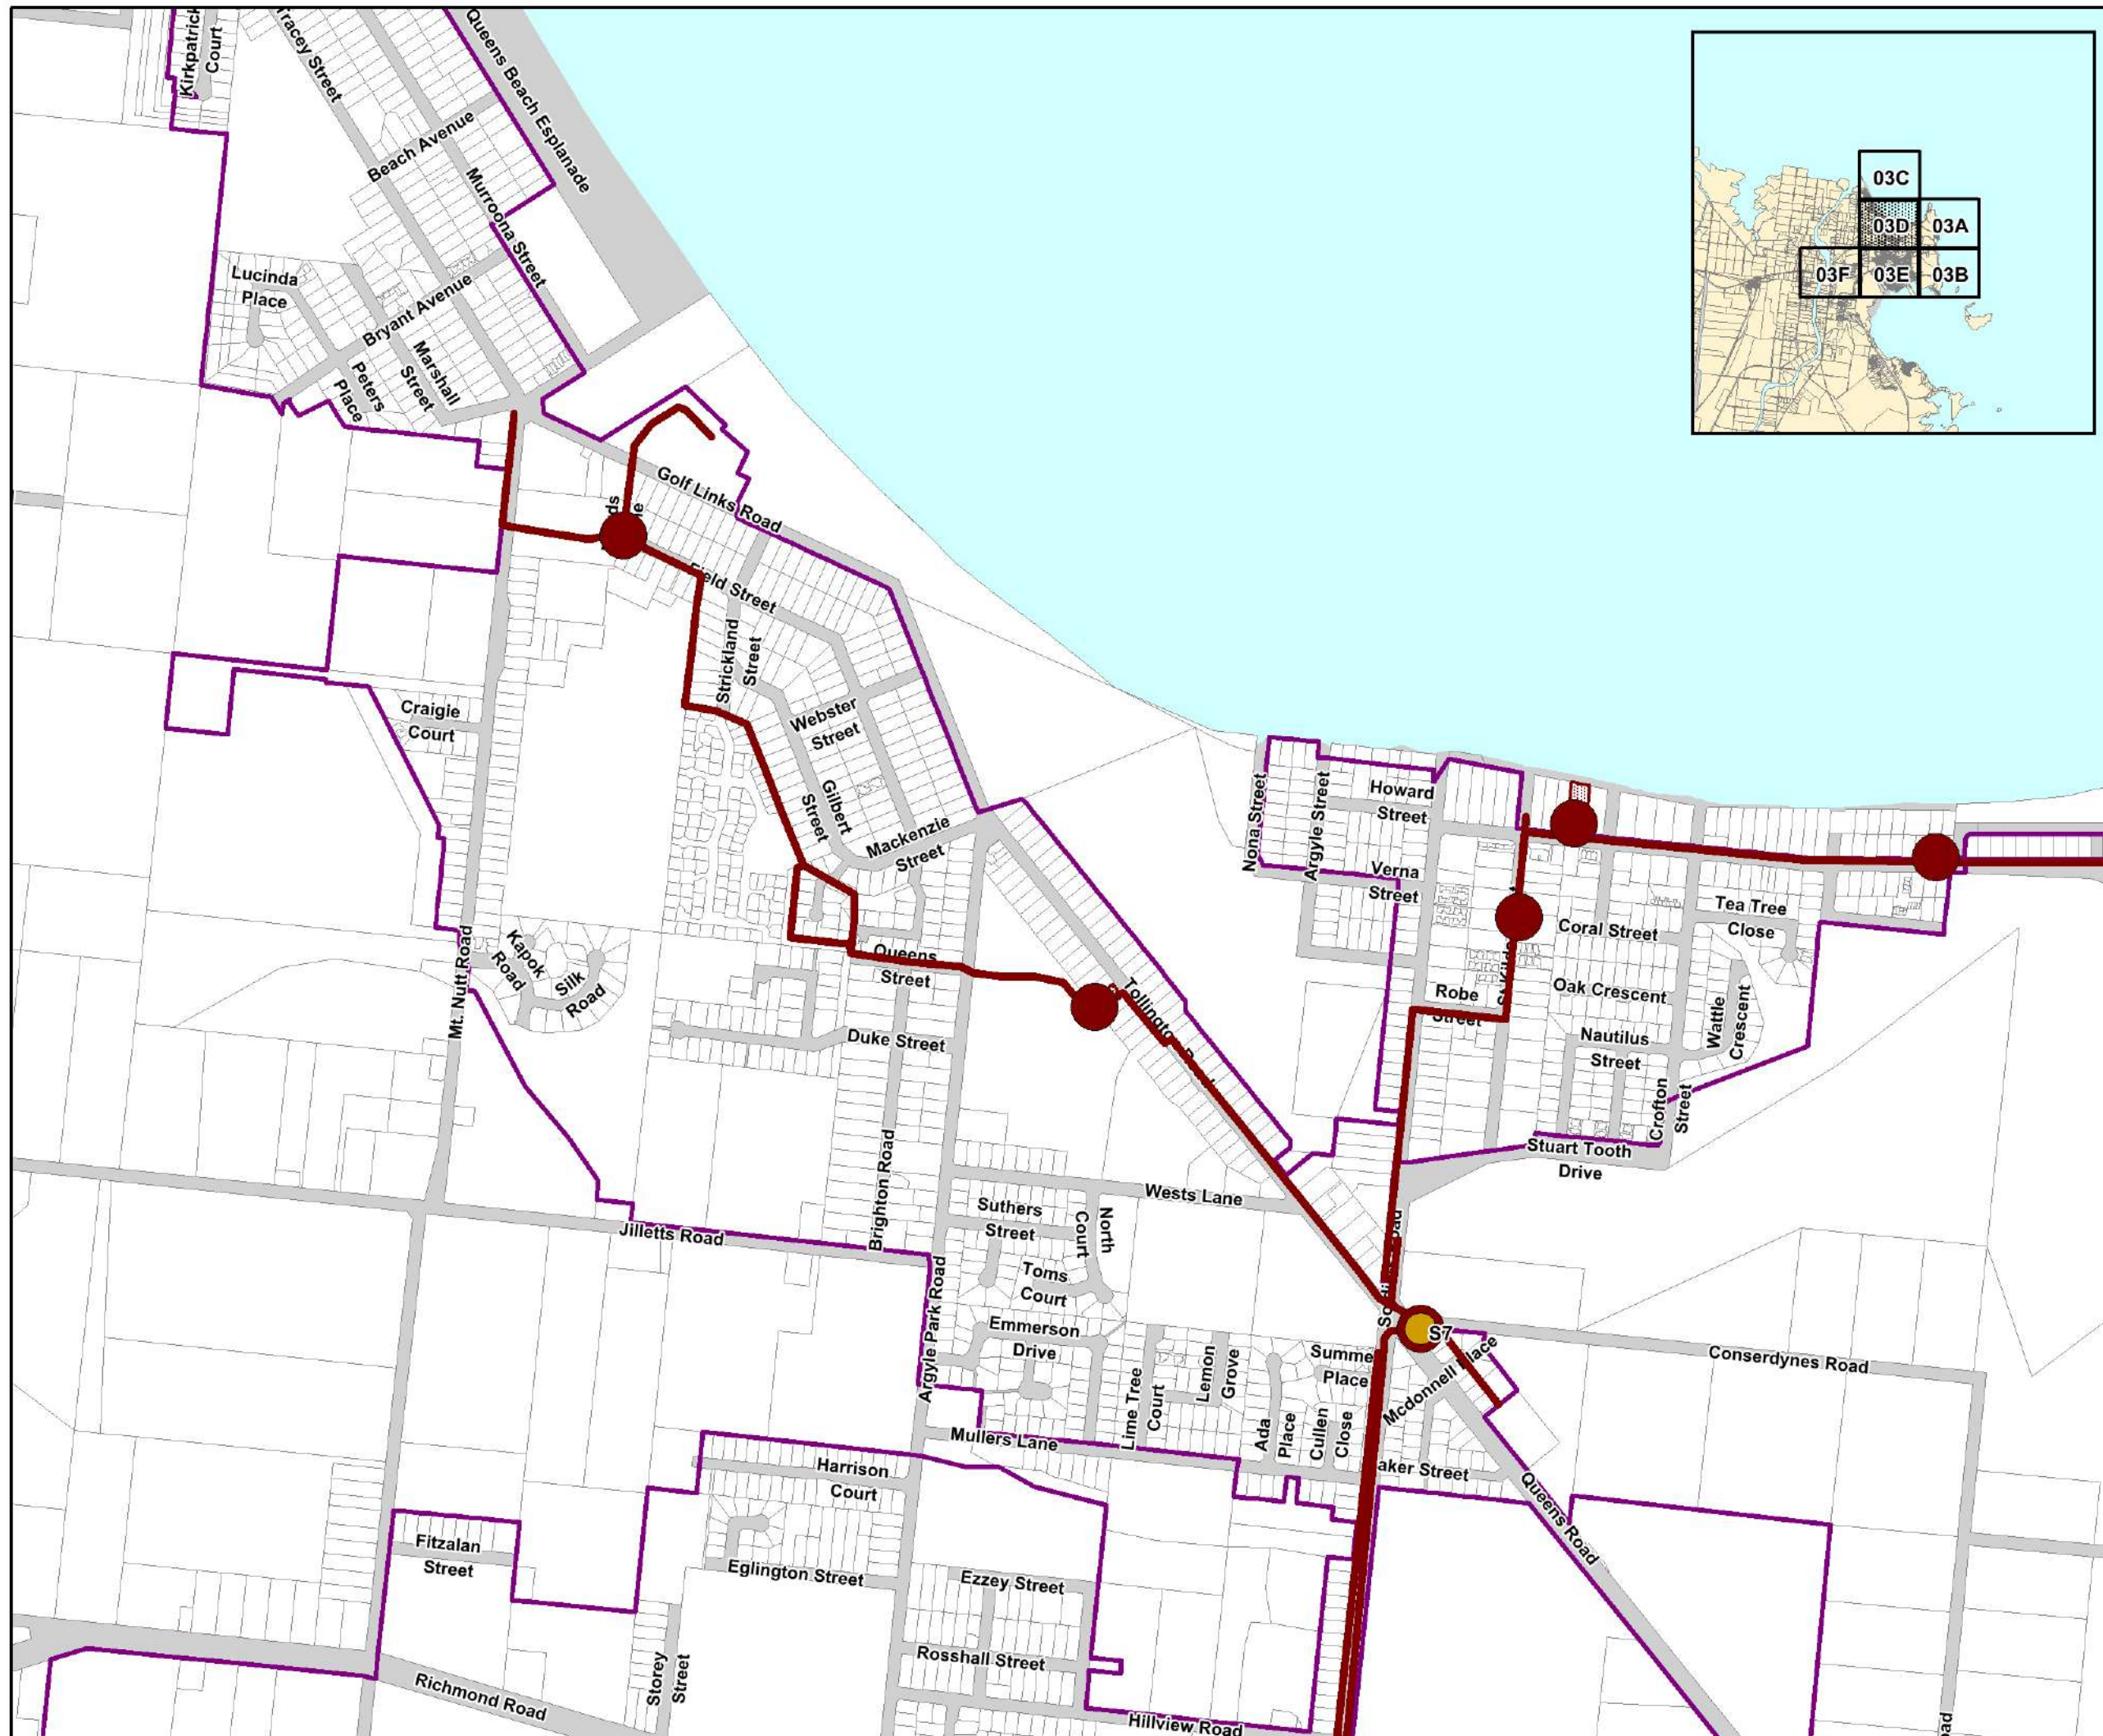 Kirkpatrick
Court
Tracey Street
Queens Beach Esplanade
Beach Avenue
Murroona Street
Lucinda
Place
Bryant Avenue
Marshall
Street
Peters
Place
03C
03D
03A
03F
03E
03B
Golf Links Road
Field Street
Strickland
Street
Webster
Street
Gilbert
Street
Mackenzie
Street
Craigie
Court
Nona Street
Argyle Street
Howard
Street
Verna
Street
Tea Tree
Close
Coral Street
Oak Crescent
Wattle
Crescent
Robe
Street
Nautilus
Street
Crofton
Street
Stuart Tooth
Drive
Mt. Nutt Road
Kapok
Road
Silk
Road
Queens
Street
Duke Street
Brighton Road
Wests Lane
Suthers
Street
North
Court
Toms
Court
Jilletts Road
Argyle Park Road
Emmerson
Drive
Lime Tree
Court
Lemon
Grove
Ada
Place
Cullen
Close
Summe
Place
S7
Mcdonnell Place
Conserdynes Road
Mullers Lane
aker Street
Queens Road
Harrison
Court
Fitzalan
Street
Eglington Street
Ezzey Street
Rosshall Street
Storey
Street
Richmond Road
Hillview Road